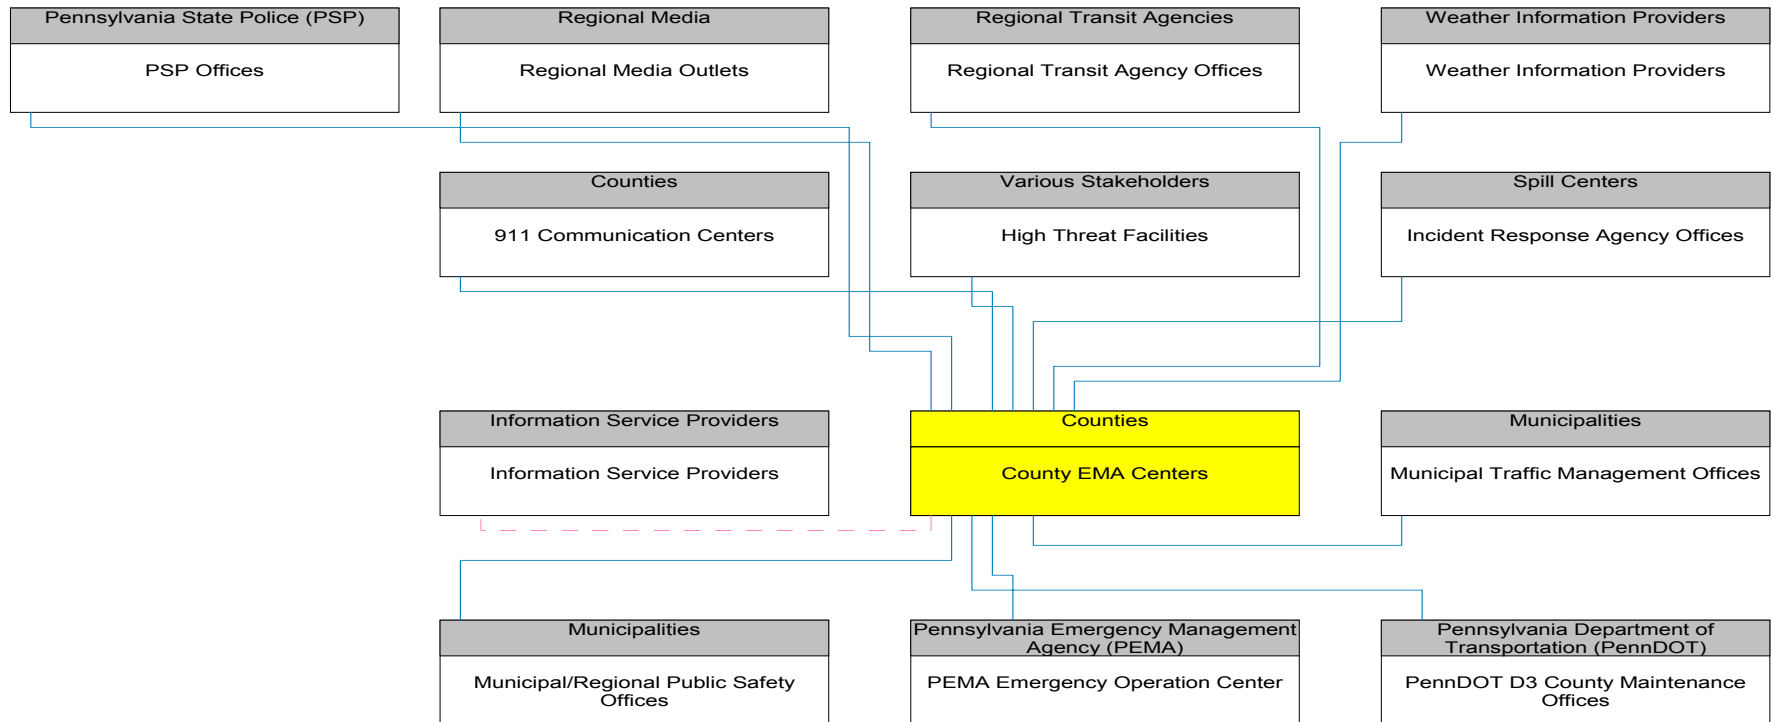 Pennsylvania State Police (PSP)
PSP Offices
Regional Media
Regional Media Outlets
Regional Transit Agencies
Regional Transit Agency Offices
Weather Information Providers
Weather Information Providers
Counties
911 Communication Centers
Various Stakeholders
High Threat Facilities
Spill Centers
Incident Response Agency Offices
Information Service Providers
Information Service Providers
Counties
County EMA Centers
Municipalities
Municipal Traffic Management Offices
Municipalities
Municipal/Regional Public Safety
Offices
Pennsylvania Emergency Management
Agency (PEMA)
PEMA Emergency Operation Center
Pennsylvania Department of
Transportation (PennDOT)
PennDOT D3 County Maintenance
Offices